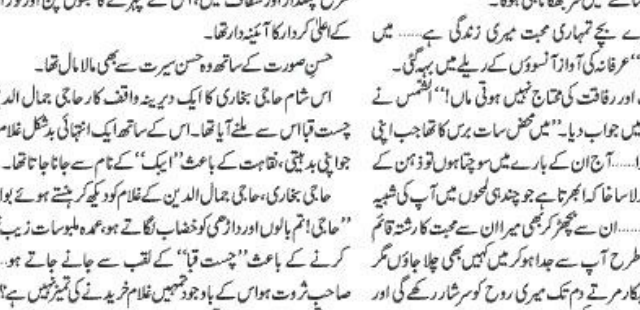 ے بچے تمہاری محبت میری زندگی ہے...... میں
“عرفانہ کی آواز آنسوؤں کے ریلے میں بہہ گئی۔
اور رفاقت کی محتاج نہیں ہوتی ماں!“ الشمس نے
میں جواب دیا۔ ”میں محض سات برس کا تھا جب اپنی
......آج ان کے بارے میں سوچتا ہوں تو ذہن کے
سا خاکہ ابھرتا ہے جو چند ہی لمحوں میں آپ کی شبیہ
......ان سے بچھڑ کر بھی میرا ان سے محبت کا رشتہ قائم
طرح آپ سے جدا ہو کر میں کہیں بھی چلا جاؤں مگر
مرتے دم تک میری روح کو سرشار رکھے گی اور
کے اعلیٰ کردار کا آئینہ دار تھا۔
حسنِ صورت کے ساتھ وہ حسن سیرت سے بھی مالا مال تھا۔
اس شام حاجی بخاری کا ایک دیرینہ واقف کار حاجی جمال الد
چست قبا اس سے ملنے آیا تھا۔ اس کے ساتھ ایک انتہائی بدشکل غلام
جو اپنی بدہیئتی، نقاہت کے باعث ”ایبک“ کے نام سے جانا جاتا تھا۔
حاجی بخاری، حاجی جمال الدین کے غلام کو دیکھ کر ہنستے ہوئے بو
”حاجی! تم بالوں اور داڑھی کو خضاب لگاتے ہو، عمدہ ملبوسات زیب
کرنے کے باعث ”چست قبا“ کے لقب سے جانے جاتے ہو...
صاحبِ ثروت ہو اس کے باوجود تمہیں غلام خریدنے کی تمیز نہیں ہے؟